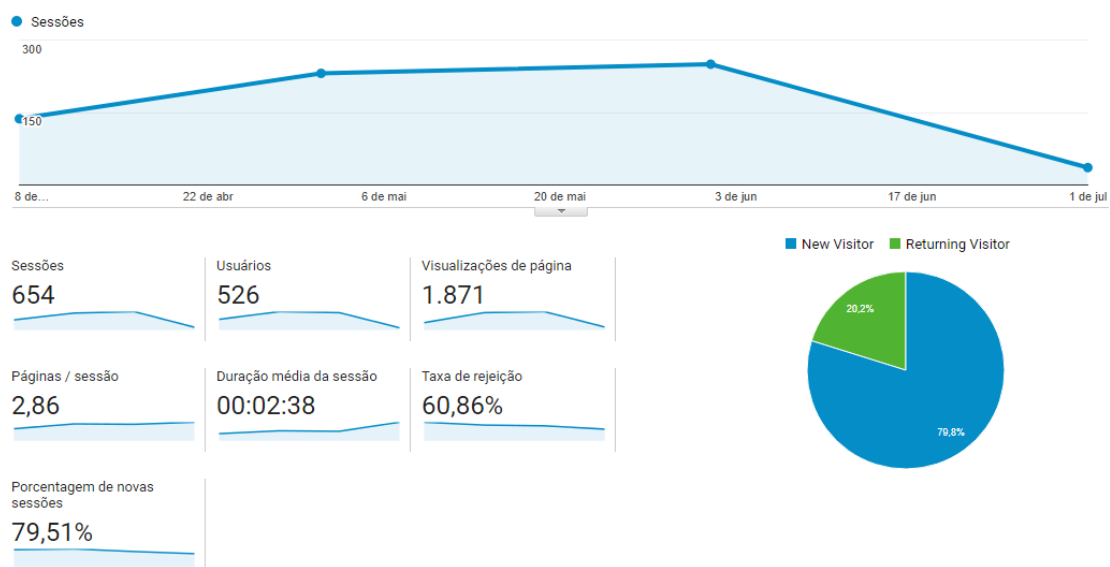 Sessões
300
150
8 de...
22 de abr
6 de mai
20 de mai
3 de jun
17 de jun
1 de jul
New Visitor
Returning Visitor
Sessões
654
Usuários
526
Visualizações de página
1.871
20,2%
79,8%
Páginas / sessão
2,86
Duração média da sessão
00:02:38
Taxa de rejeição
60,86%
Porcentagem de novas
sessões
79,51%